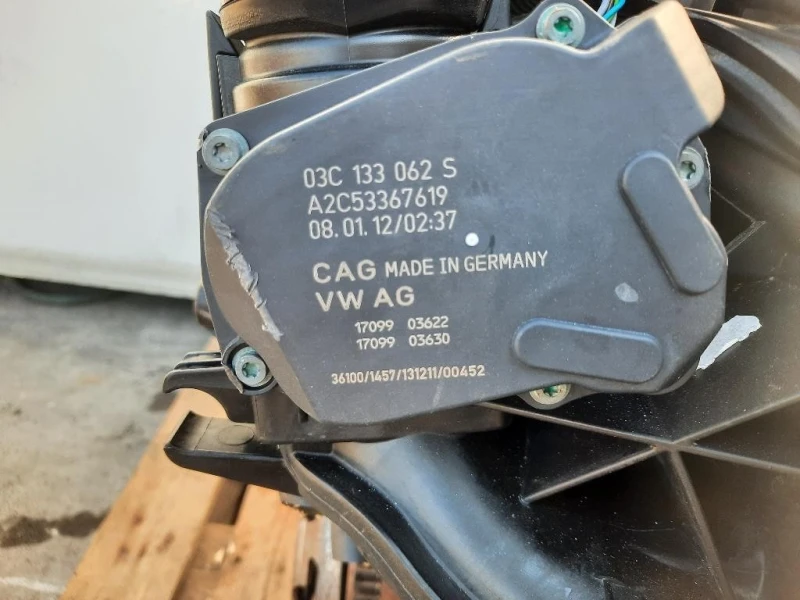 03C 133 062 S
A2C53367619
08.01.12/02:37
CAG MADE IN GERMANY
VW AG
17099 03622
17099 03630
36100/1457/131211/00452